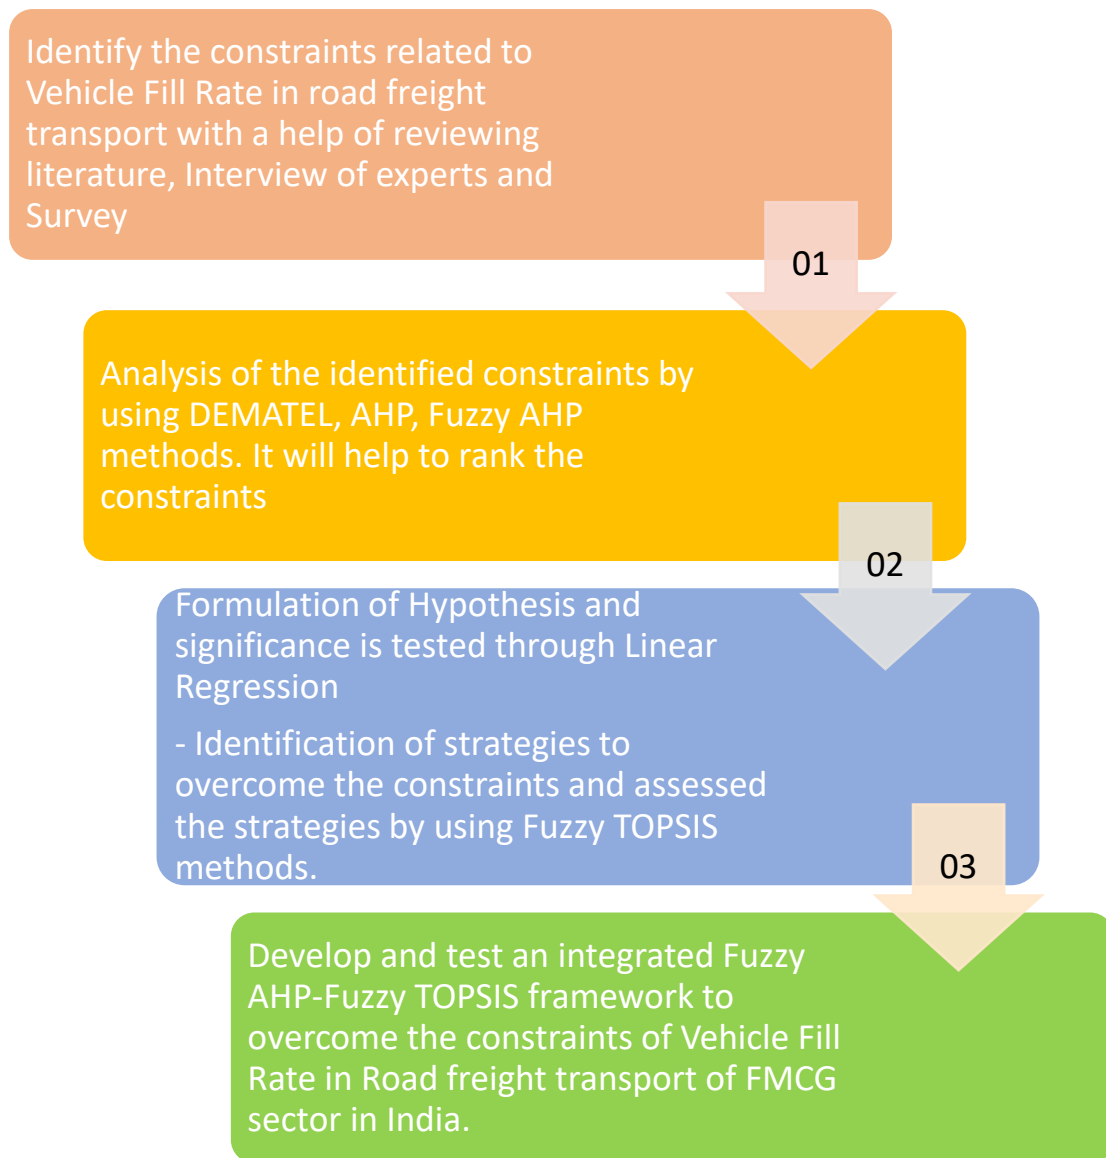 Identify the constraints related to
Vehicle Fill Rate in road freight
transport with a help of reviewing
literature, Interview of experts and
Survey
01
Analysis of the identified constraints by
using DEMATEL, AHP, Fuzzy AHP
methods. It will help to rank the
constraints
02
Formulation of Hypothesis and
significance is tested through Linear
Regression
- Identification of strategies to
overcome the constraints and assessed
the strategies by using Fuzzy TOPSIS
methods.
03
Develop and test an integrated Fuzzy
AHP-Fuzzy TOPSIS framework to
overcome the constraints of Vehicle Fill
Rate in Road freight transport of FMCG
sector in India.